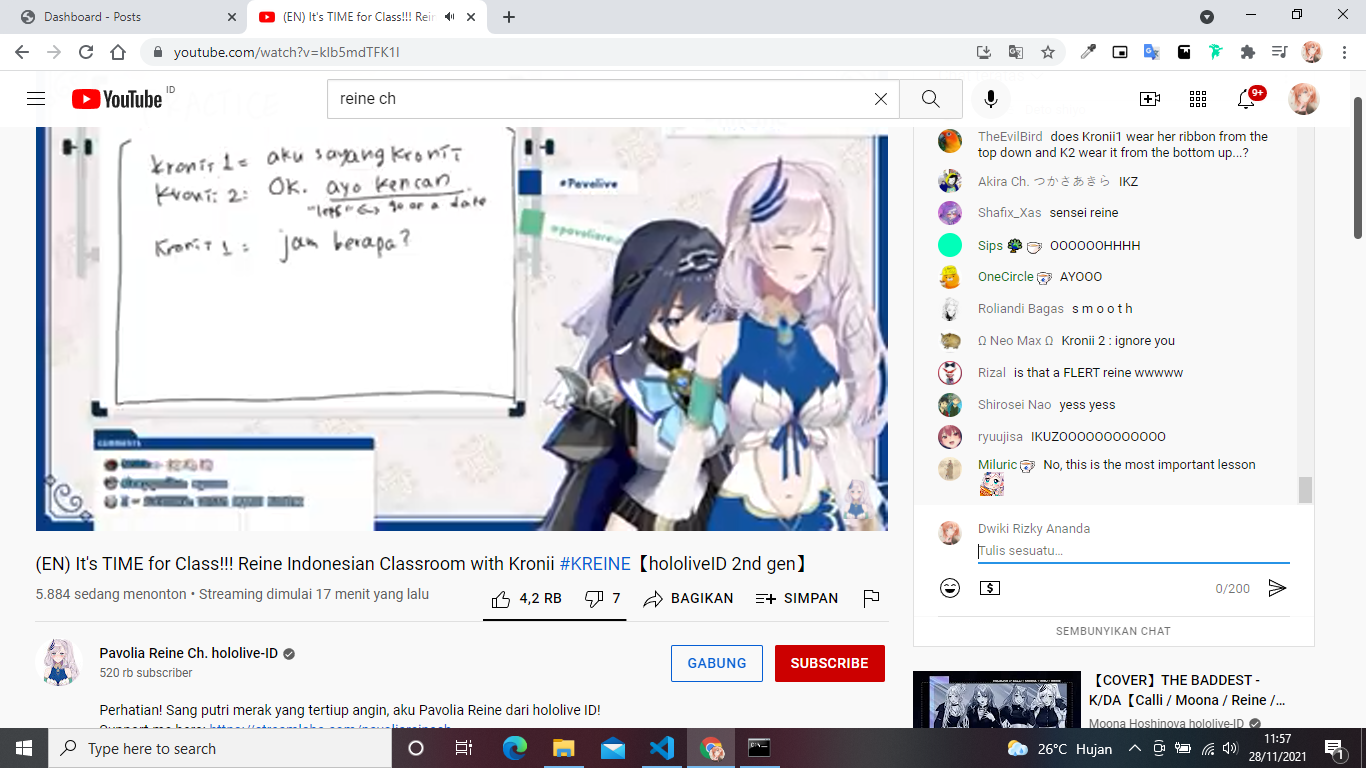 Dashboard - Posts
(EN) It's TIME for Class!!! Rein
youtube.com/watch?v=klb5mdTFK1I
YouTube ID
reine ch
9+
Kronii 1 = aku sayang Kronii
Kronii 2: OK. ayo kencan
"let's" <-> go on a date
Kronii 1 = jam berapa?
#Pavolive
@pavoliarein
COMMENTS
TheEvilBird does Kronii1 wear her ribbon from the
top down and K2 wear it from the bottom up...?
Akira Ch. つかさあきら IKZ
Shafix_Xas sensei reine
Sips OOOOOOHHHH
OneCircle AYOOO
Roliandi Bagas s m o o t h
Ω Neo Max Ω Kronii 2 : ignore you
Rizal is that a FLERT reine wwwww
Shirosei Nao yess yess
ryuujisa IKUZOOOOOOOOOOOO
Miluric No, this is the most important lesson
Dwiki Rizky Ananda
Tulis sesuatu...
0/200
SEMBUNYIKAN CHAT
(EN) It's TIME for Class!!! Reine Indonesian Classroom with Kronii #KREINE【hololiveID 2nd gen】
5.884 sedang menonton • Streaming dimulai 17 menit yang lalu
4,2 RB 7 BAGIKAN SIMPAN
Pavolia Reine Ch. hololive-ID
520 rb subscriber
GABUNG SUBSCRIBE
Perhatian! Sang putri merak yang tertiup angin, aku Pavolia Reine dari hololive ID!
【COVER】THE BADDEST -
K/DA【Calli / Moona / Reine /...
Moona Hoshinova hololive-ID
Type here to search
26°C Hujan
11:57
28/11/2021
1